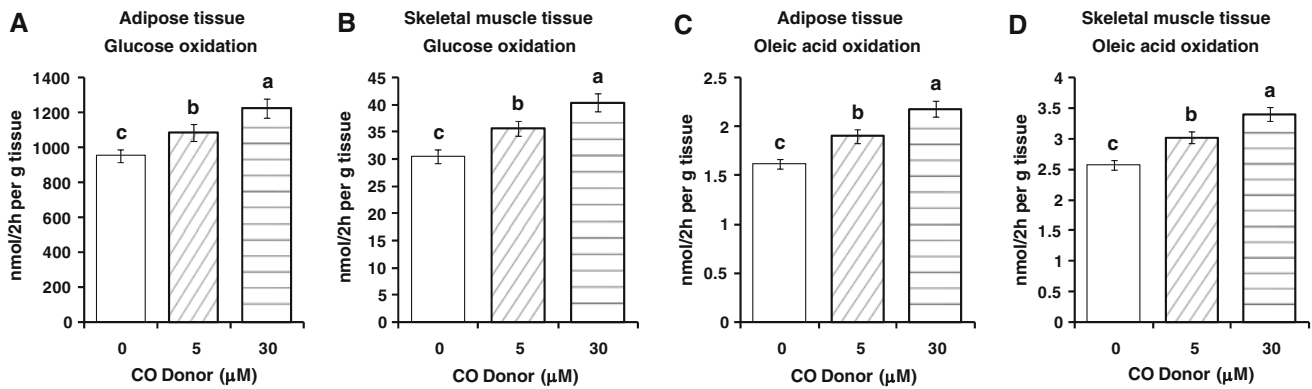 A
Adipose tissue
Glucose oxidation
nmol/2h per g tissue
1400
1200
1000
800
600
400
200
0
c
b
a
0 5 30
CO Donor (µM)
B
Skeletal muscle tissue
Glucose oxidation
nmol/2h per g tissue
45
40
35
30
25
20
15
10
5
0
c
b
a
0 5 30
CO Donor (µM)
C
Adipose tissue
Oleic acid oxidation
nmol/2h per g tissue
2.5
2
1.5
1
0.5
0
c
b
a
0 5 30
CO Donor (µM)
D
Skeletal muscle tissue
Oleic acid oxidation
nmol/2h per g tissue
4
3.5
3
2.5
2
1.5
1
0.5
0
c
b
a
0 5 30
CO Donor (µM)